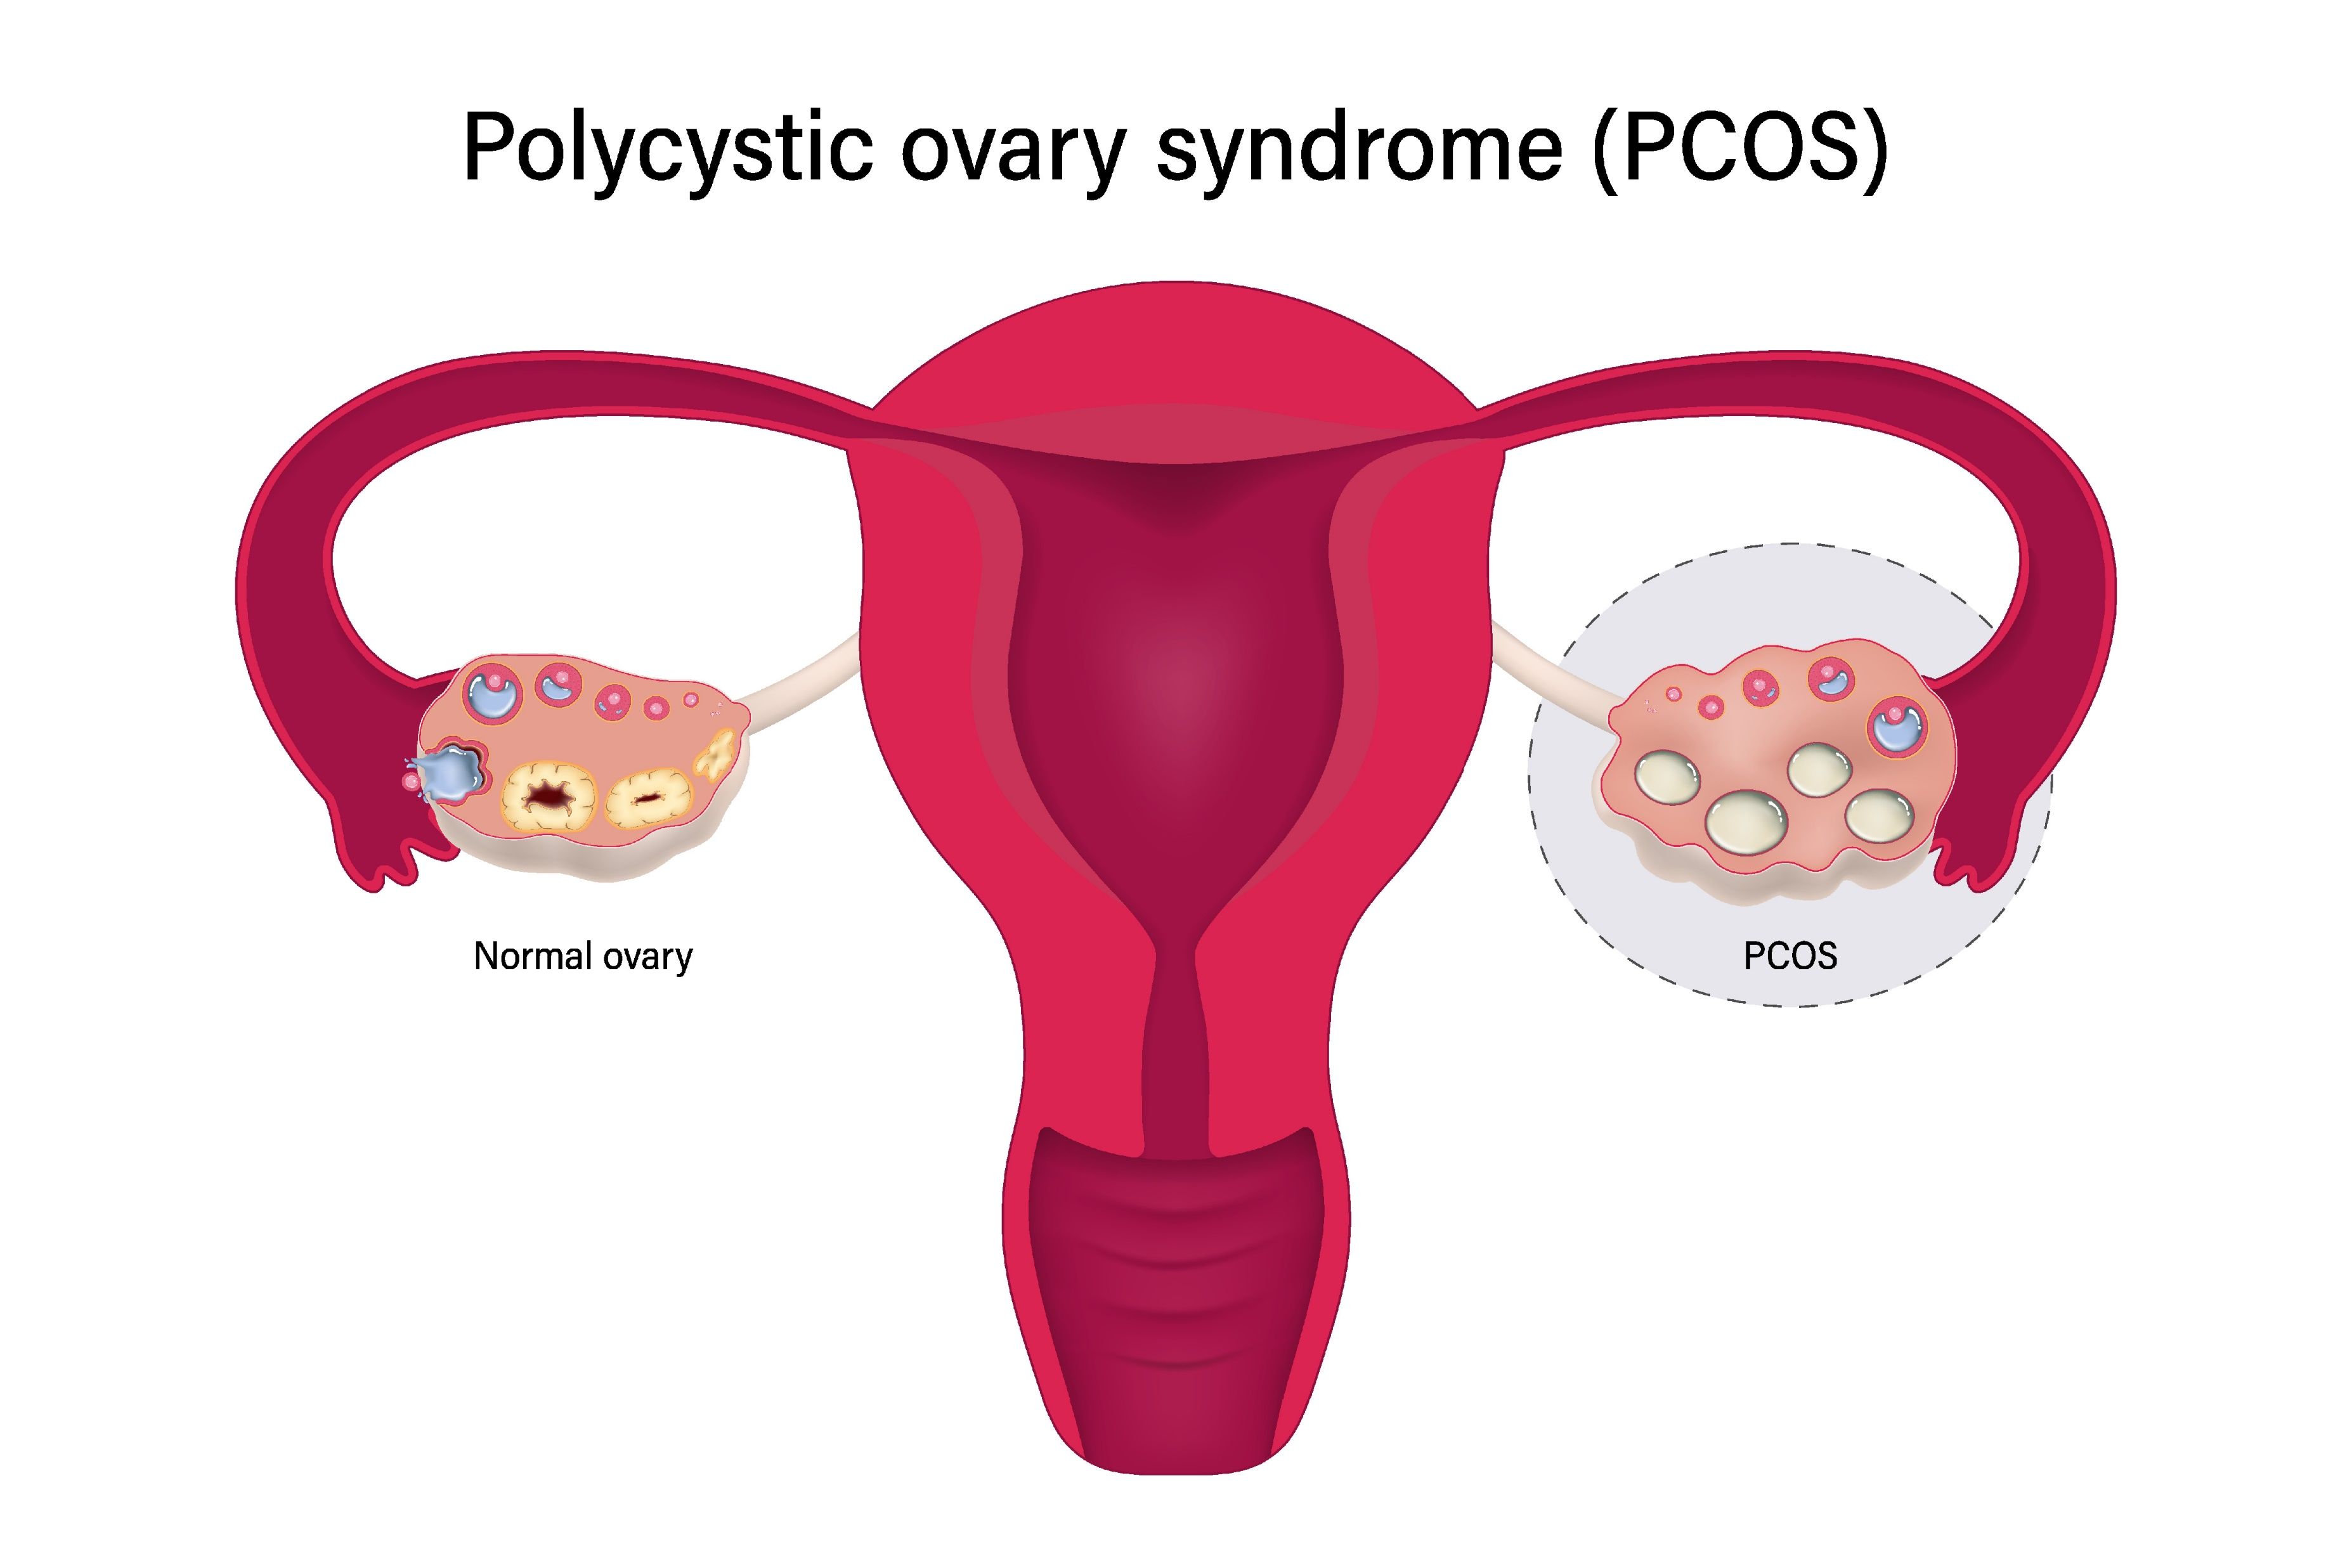 Polycystic ovary syndrome (PCOS)
Normal ovary
PCOS